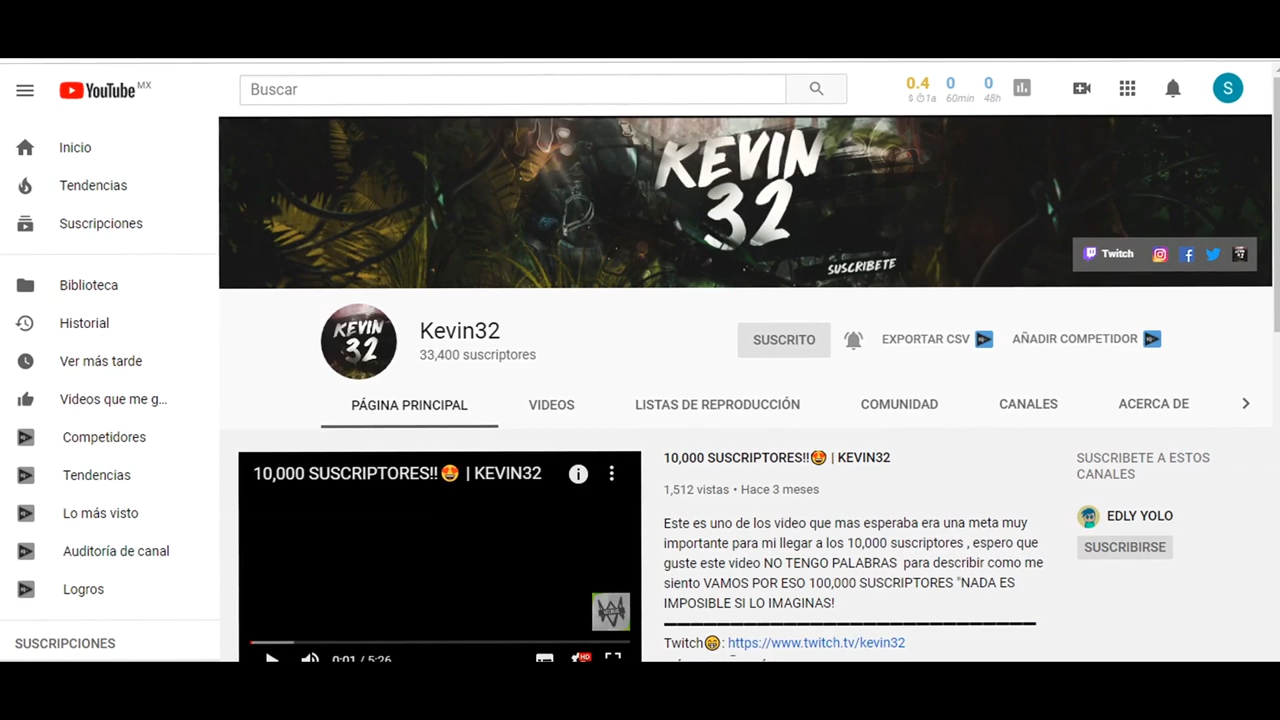 YouTube MX
Buscar
0.4 0 0
$ 1a 60min 48h
S
Inicio
Tendencias
Suscripciones
Biblioteca
Historial
Ver más tarde
Videos que me g...
Competidores
Tendencias
Lo más visto
Auditoría de canal
Logros
SUSCRIPCIONES
KEVIN
32
SUSCRIBETE
Twitch
KEVIN
32
Kevin32
33,400 suscriptores
SUSCRITO
EXPORTAR CSV
AÑADIR COMPETIDOR
PÁGINA PRINCIPAL
VIDEOS
LISTAS DE REPRODUCCIÓN
COMUNIDAD
CANALES
ACERCA DE
10,000 SUSCRIPTORES!!🤩 | KEVIN32
0:01 / 5:26
HD
10,000 SUSCRIPTORES!!🤩 | KEVIN32
1,512 vistas • Hace 3 meses
Este es uno de los video que mas esperaba era una meta muy
importante para mi llegar a los 10,000 suscriptores , espero que
guste este video NO TENGO PALABRAS para describir como me
siento VAMOS POR ESO 100,000 SUSCRIPTORES "NADA ES
IMPOSIBLE SI LO IMAGINAS!
Twitch😁: https://www.twitch.tv/kevin32
SUSCRIBETE A ESTOS
CANALES
EDLY YOLO
SUSCRIBIRSE